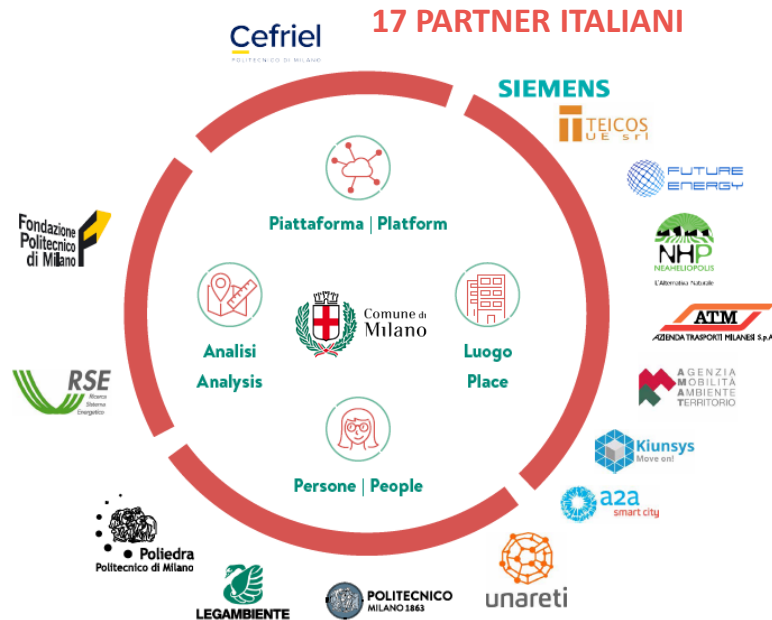 17 PARTNER ITALIANI
Cefriel
POLITECNICO DI MILANO
SIEMENS
TEICOS
UE srl
FUTURE
ENERGY
Piattaforma | Platform
Fondazione
Politecnico
di Milano
NHP
NEAHELIOPOLIS
L'Alternativa Naturale
Comune di
Milano
ATM
AZIENDA TRASPORTI MILANESI S.p.A
Analisi
Analysis
Luogo
Place
RSE
Ricerca
Sistema
Energetico
AGENZIA
MOBILITÀ
AMBIENTE
TERRITORIO
Kiunsys
Move on!
Persone | People
a2a
smart city
Poliedra
Politecnico di Milano
unareti
LEGAMBIENTE
POLITECNICO
MILANO 1863